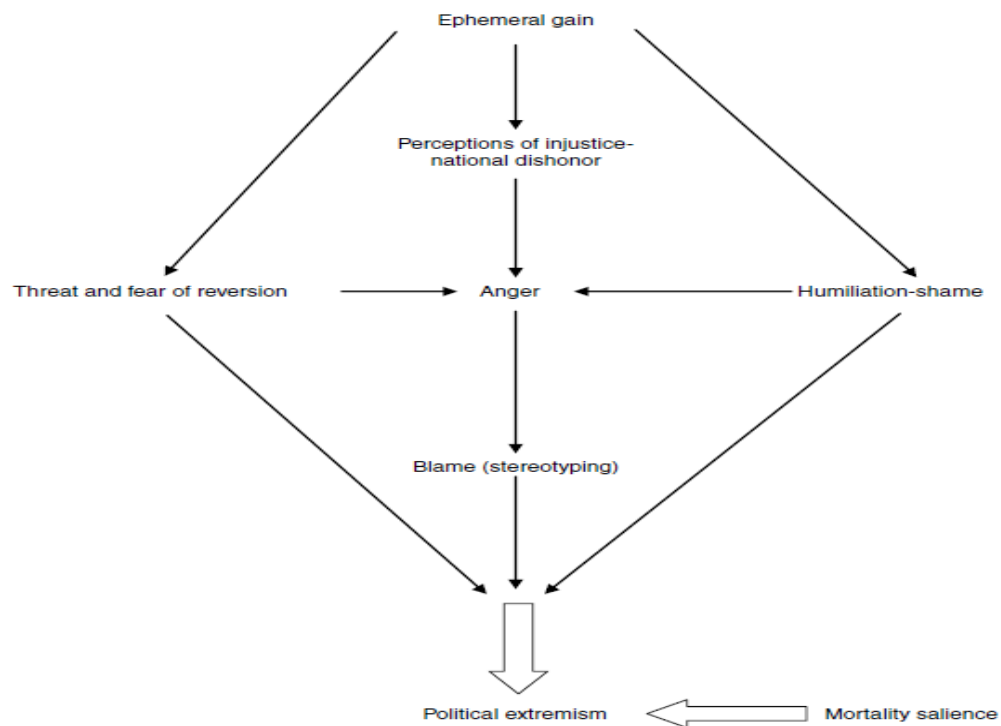 Ephemeral gain
Perceptions of injustice-
national dishonor
Threat and fear of reversion
Anger
Humiliation-shame
Blame (stereotyping)
Political extremism
Mortality salience